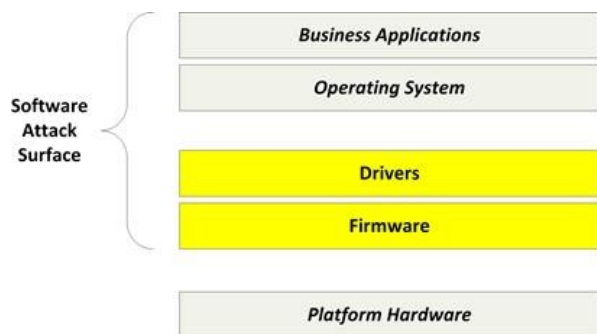 Business Applications
Operating System
Software
Attack
Surface
Drivers
Firmware
Platform Hardware